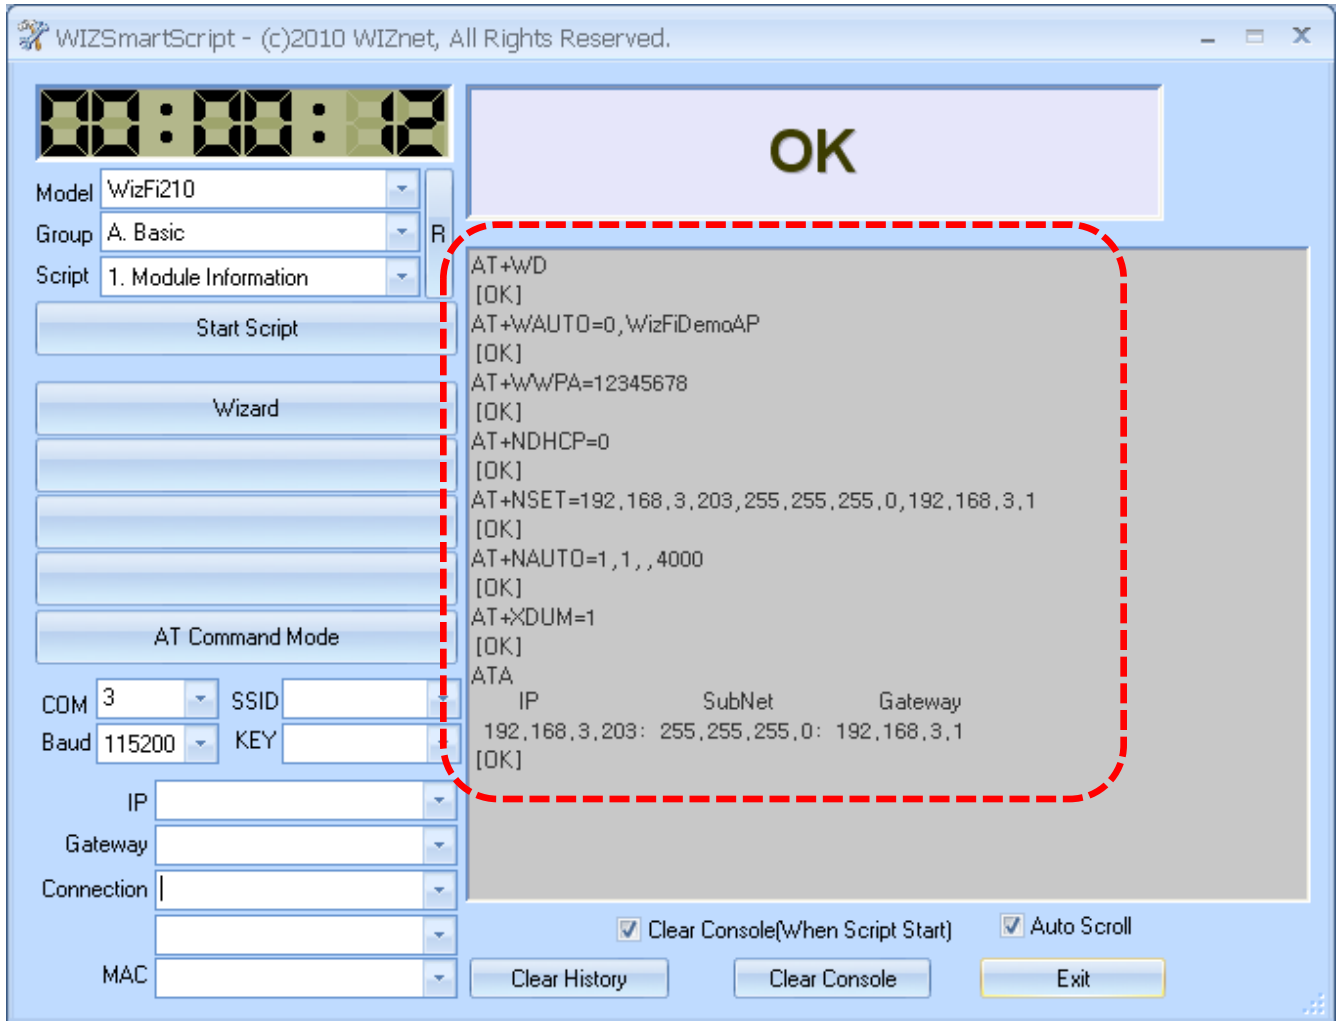 WIZSmartScript - (c)2010 WIZnet, All Rights Reserved.
00:00:12
OK
Model WizFi210
Group A. Basic
R
Script 1. Module Information
Start Script
Wizard
AT Command Mode
COM 3 SSID
Baud 115200 KEY
IP
Gateway
Connection
MAC
AT+WD
[OK]
AT+WAUTO=0,WizFiDemoAP
[OK]
AT+WWPA=12345678
[OK]
AT+NDHCP=0
[OK]
AT+NSET=192.168.3.203,255.255.255.0,192.168.3.1
[OK]
AT+NAUTO=1,1,,4000
[OK]
AT+XDUM=1
[OK]
ATA
IP SubNet Gateway
192.168.3.203: 255.255.255.0: 192.168.3.1
[OK]
Clear Console(When Script Start) Auto Scroll
Clear History Clear Console Exit